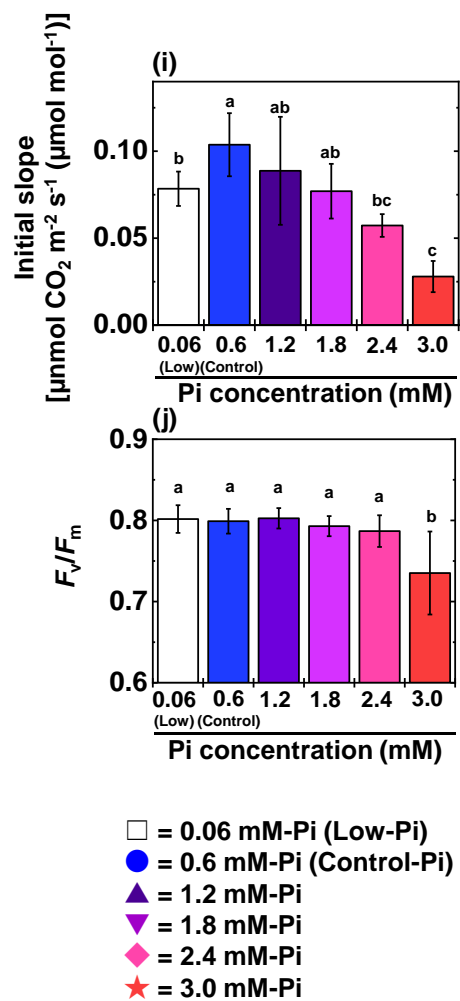 (i)
Initial slope
[µnmol CO₂ m⁻² s⁻¹ (µmol mol⁻¹)]
0.10
0.05
0.00
b
a
ab
ab
bc
c
0.06 0.6 1.2 1.8 2.4 3.0
(Low)(Control)
Pi concentration (mM)
(j)
Fv/Fm
0.9
0.8
0.7
0.6
a a a a a b
0.06 0.6 1.2 1.8 2.4 3.0
(Low) (Control)
Pi concentration (mM)
= 0.06 mM-Pi (Low-Pi)
= 0.6 mM-Pi (Control-Pi)
= 1.2 mM-Pi
= 1.8 mM-Pi
= 2.4 mM-Pi
= 3.0 mM-Pi